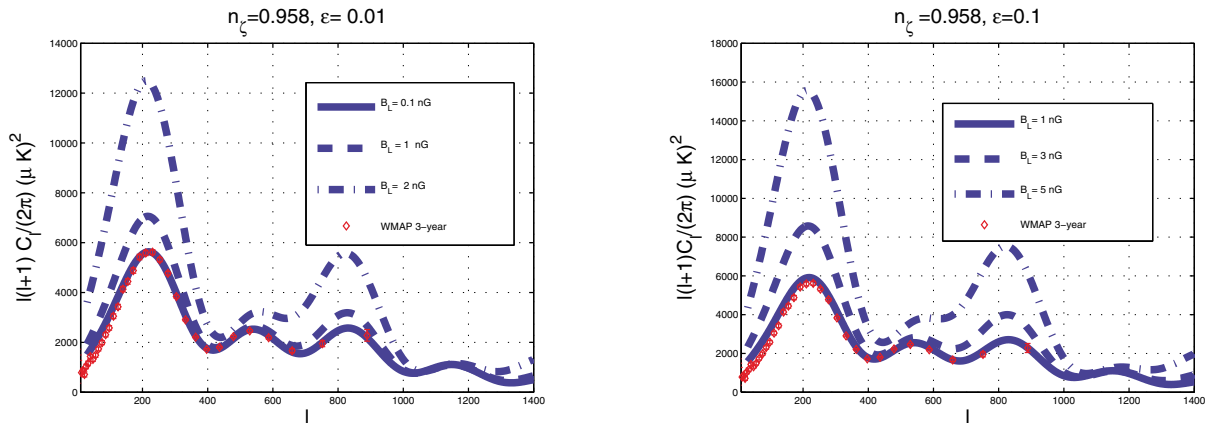 n_ζ=0.958, ε= 0.01
l(l+1) C_l/(2π) (μ K)^2
14000
12000
10000
8000
6000
4000
2000
0
B_L= 0.1 nG
B_L= 1 nG
B_L= 2 nG
WMAP 3−year
200
400
600
800
1000
1200
1400
l
n_ζ=0.958, ε=0.1
l(l+1)C_l/(2π) (μ K)^2
18000
16000
14000
12000
10000
8000
6000
4000
2000
0
B_L= 1 nG
B_L= 3 nG
B_L= 5 nG
WMAP 3−year
200
400
600
800
1000
1200
1400
l